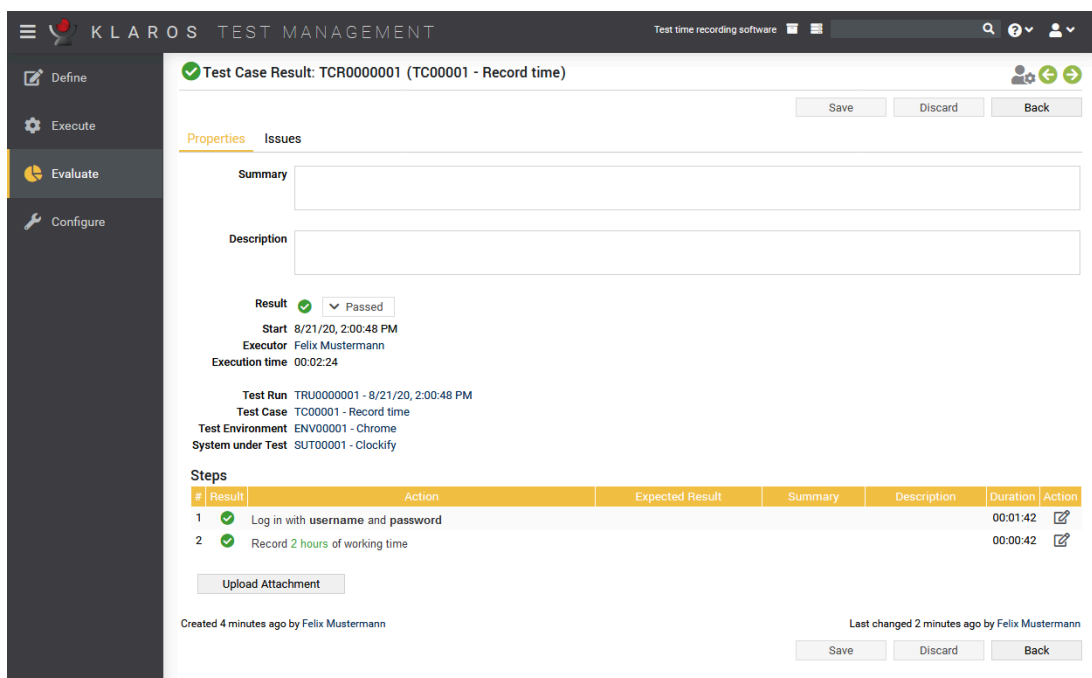 KLAROS TEST MANAGEMENT Test time recording software
Define
Execute
Evaluate
Configure
Test Case Result: TCR0000001 (TC00001 - Record time)
Save Discard Back
Properties Issues
Summary
Description
Result Passed
Start 8/21/20, 2:00:48 PM
Executor Felix Mustermann
Execution time 00:02:24
Test Run TRU0000001 - 8/21/20, 2:00:48 PM
Test Case TC00001 - Record time
Test Environment ENV00001 - Chrome
System under Test SUT00001 - Clockify
Steps
# Result Action Expected Result Summary Description Duration Action
1 Log in with username and password 00:01:42
2 Record 2 hours of working time 00:00:42
Upload Attachment
Created 4 minutes ago by Felix Mustermann Last changed 2 minutes ago by Felix Mustermann
Save Discard Back